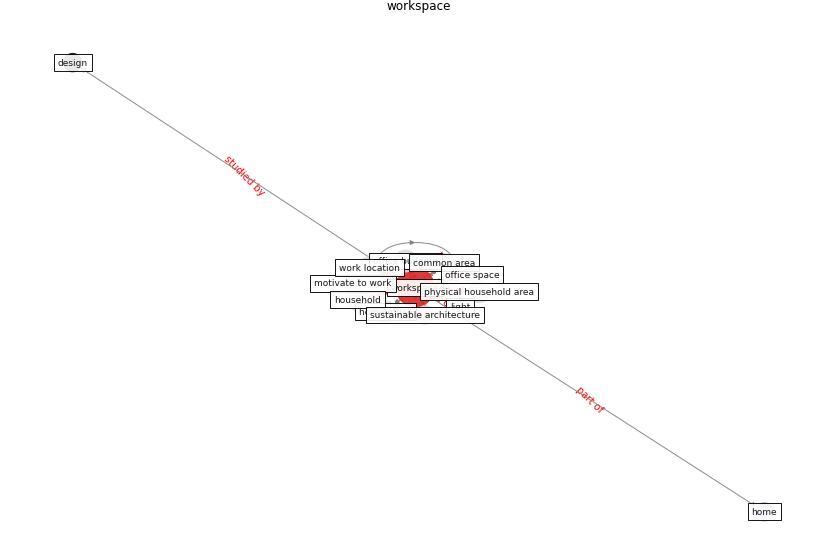 workspace
design
studied by
common area
work location
office space
motivate to work
physical household area
household
light
sustainable architecture
part of
home